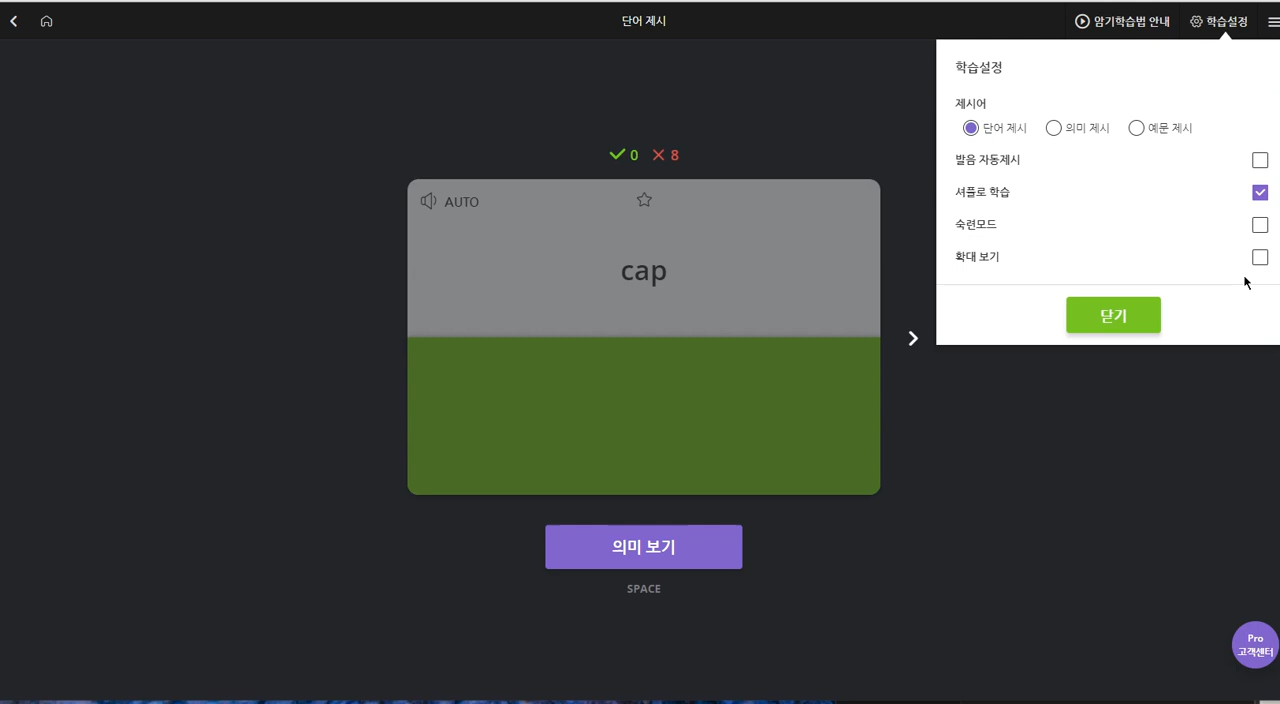 단어 제시
암기학습법 안내
학습설정
학습설정
제시어
단어 제시
의미 제시
예문 제시
발음 자동제시
셔플로 학습
숙련모드
확대 보기
닫기
0
8
AUTO
cap
의미 보기
SPACE
Pro
고객센터